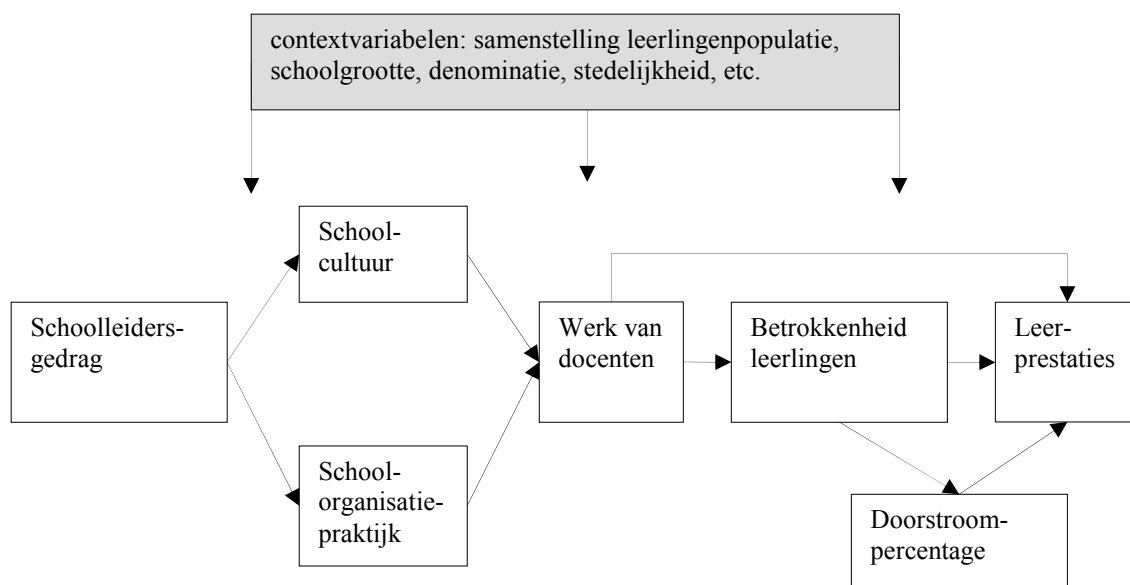 contextvariabelen: samenstelling leerlingenpopulatie,
schoolgrootte, denominatie, stedelijkheid, etc.
School-
cultuur
Schoolleiders-
gedrag
Werk van
docenten
Betrokkenheid
leerlingen
Leer-
prestaties
School-
organisatie-
praktijk
Doorstroom-
percentage